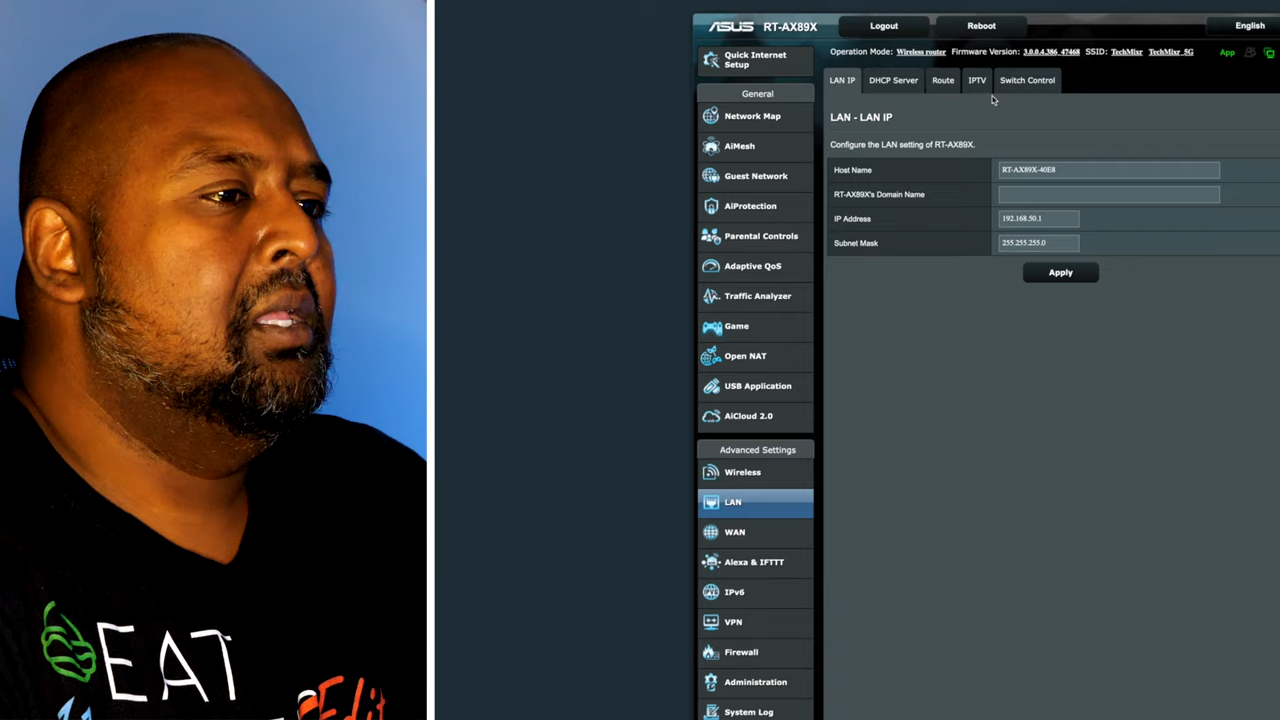 ASUS RT-AX89X Logout Reboot English
Operation Mode: Wireless router Firmware Version: 3.0.0.4.386_47468 SSID: TechMixr TechMixr_5G App
Quick Internet Setup
LAN IP DHCP Server Route IPTV Switch Control
General
LAN - LAN IP
Configure the LAN setting of RT-AX89X.
Host Name RT-AX89X-40E8
RT-AX89X's Domain Name
IP Address 192.168.50.1
Subnet Mask 255.255.255.0
Apply
Network Map
AiMesh
Guest Network
AiProtection
Parental Controls
Adaptive QoS
Traffic Analyzer
Game
Open NAT
USB Application
AiCloud 2.0
Advanced Settings
Wireless
LAN
WAN
Alexa & IFTTT
IPv6
VPN
Firewall
Administration
System Log
EAT
Edit